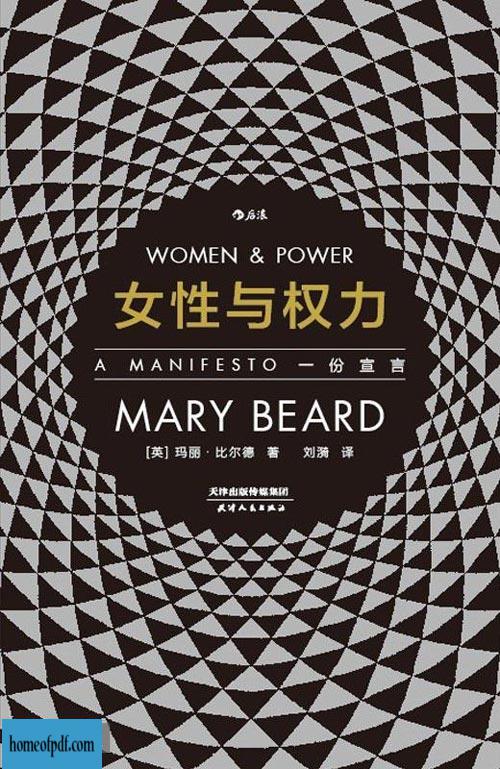 后浪
WOMEN & POWER
女性与权力
A MANIFESTO 一份宣言
MARY BEARD
[英] 玛丽·比尔德 著 刘漪 译
天津出版传媒集团
天津人民出版社
homeofpdf.com